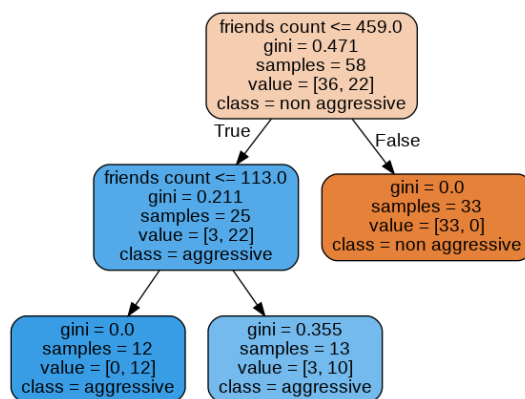 friends count <= 459.0
gini = 0.471
samples = 58
value = [36, 22]
class = non aggressive
True
False
friends count <= 113.0
gini = 0.211
samples = 25
value = [3, 22]
class = aggressive
gini = 0.0
samples = 33
value = [33, 0]
class = non aggressive
gini = 0.0
samples = 12
value = [0, 12]
class = aggressive
gini = 0.355
samples = 13
value = [3, 10]
class = aggressive